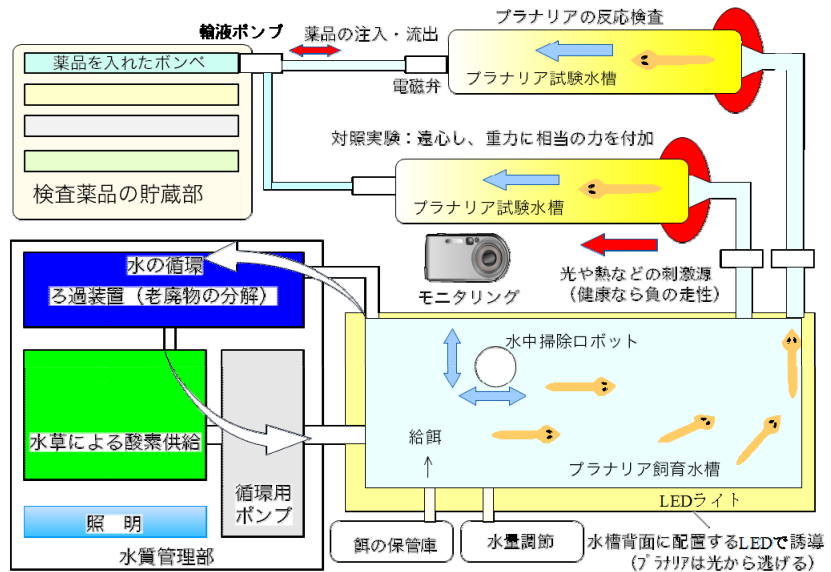 プラナリアの反応検査
輸液ポンプ
薬品の注入・流出
薬品を入れたボンベ
プラナリア試験水槽
電磁弁
対照実験：遠心し、重力に相当の力を付加
検査薬品の貯蔵部
プラナリア試験水槽
光や熱などの刺激源
（健康なら負の走性）
モニタリング
水の循環
ろ過装置（老廃物の分解）
水中掃除ロボット
水草による酸素供給
給餌
プラナリア飼育水槽
循環用
ポンプ
LEDライト
照　明
水質管理部
餌の保管庫
水量調節
水槽背面に配置するLEDで誘導
（プラナリアは光から逃げる）